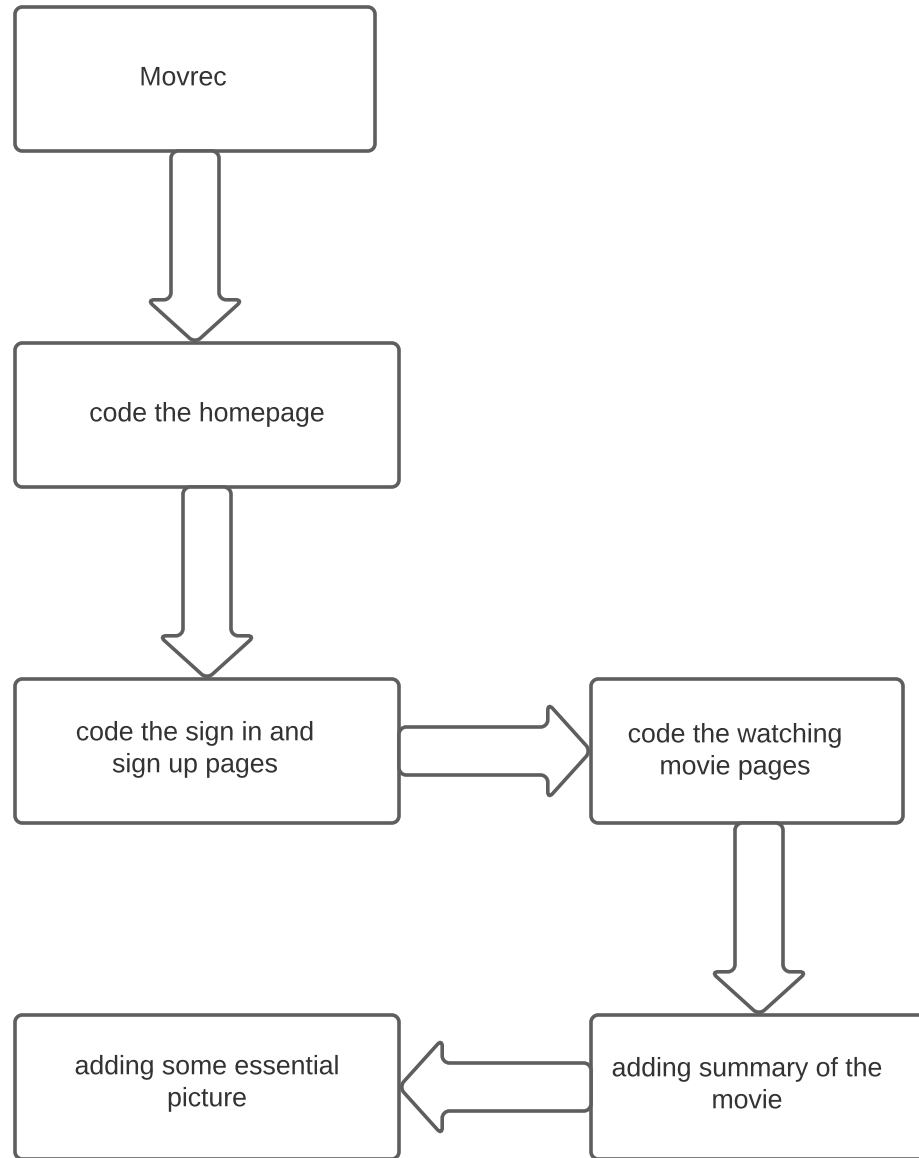 Movrec
code the homepage
code the sign in and
sign up pages
code the watching
movie pages
adding summary of the
movie
adding some essential
picture